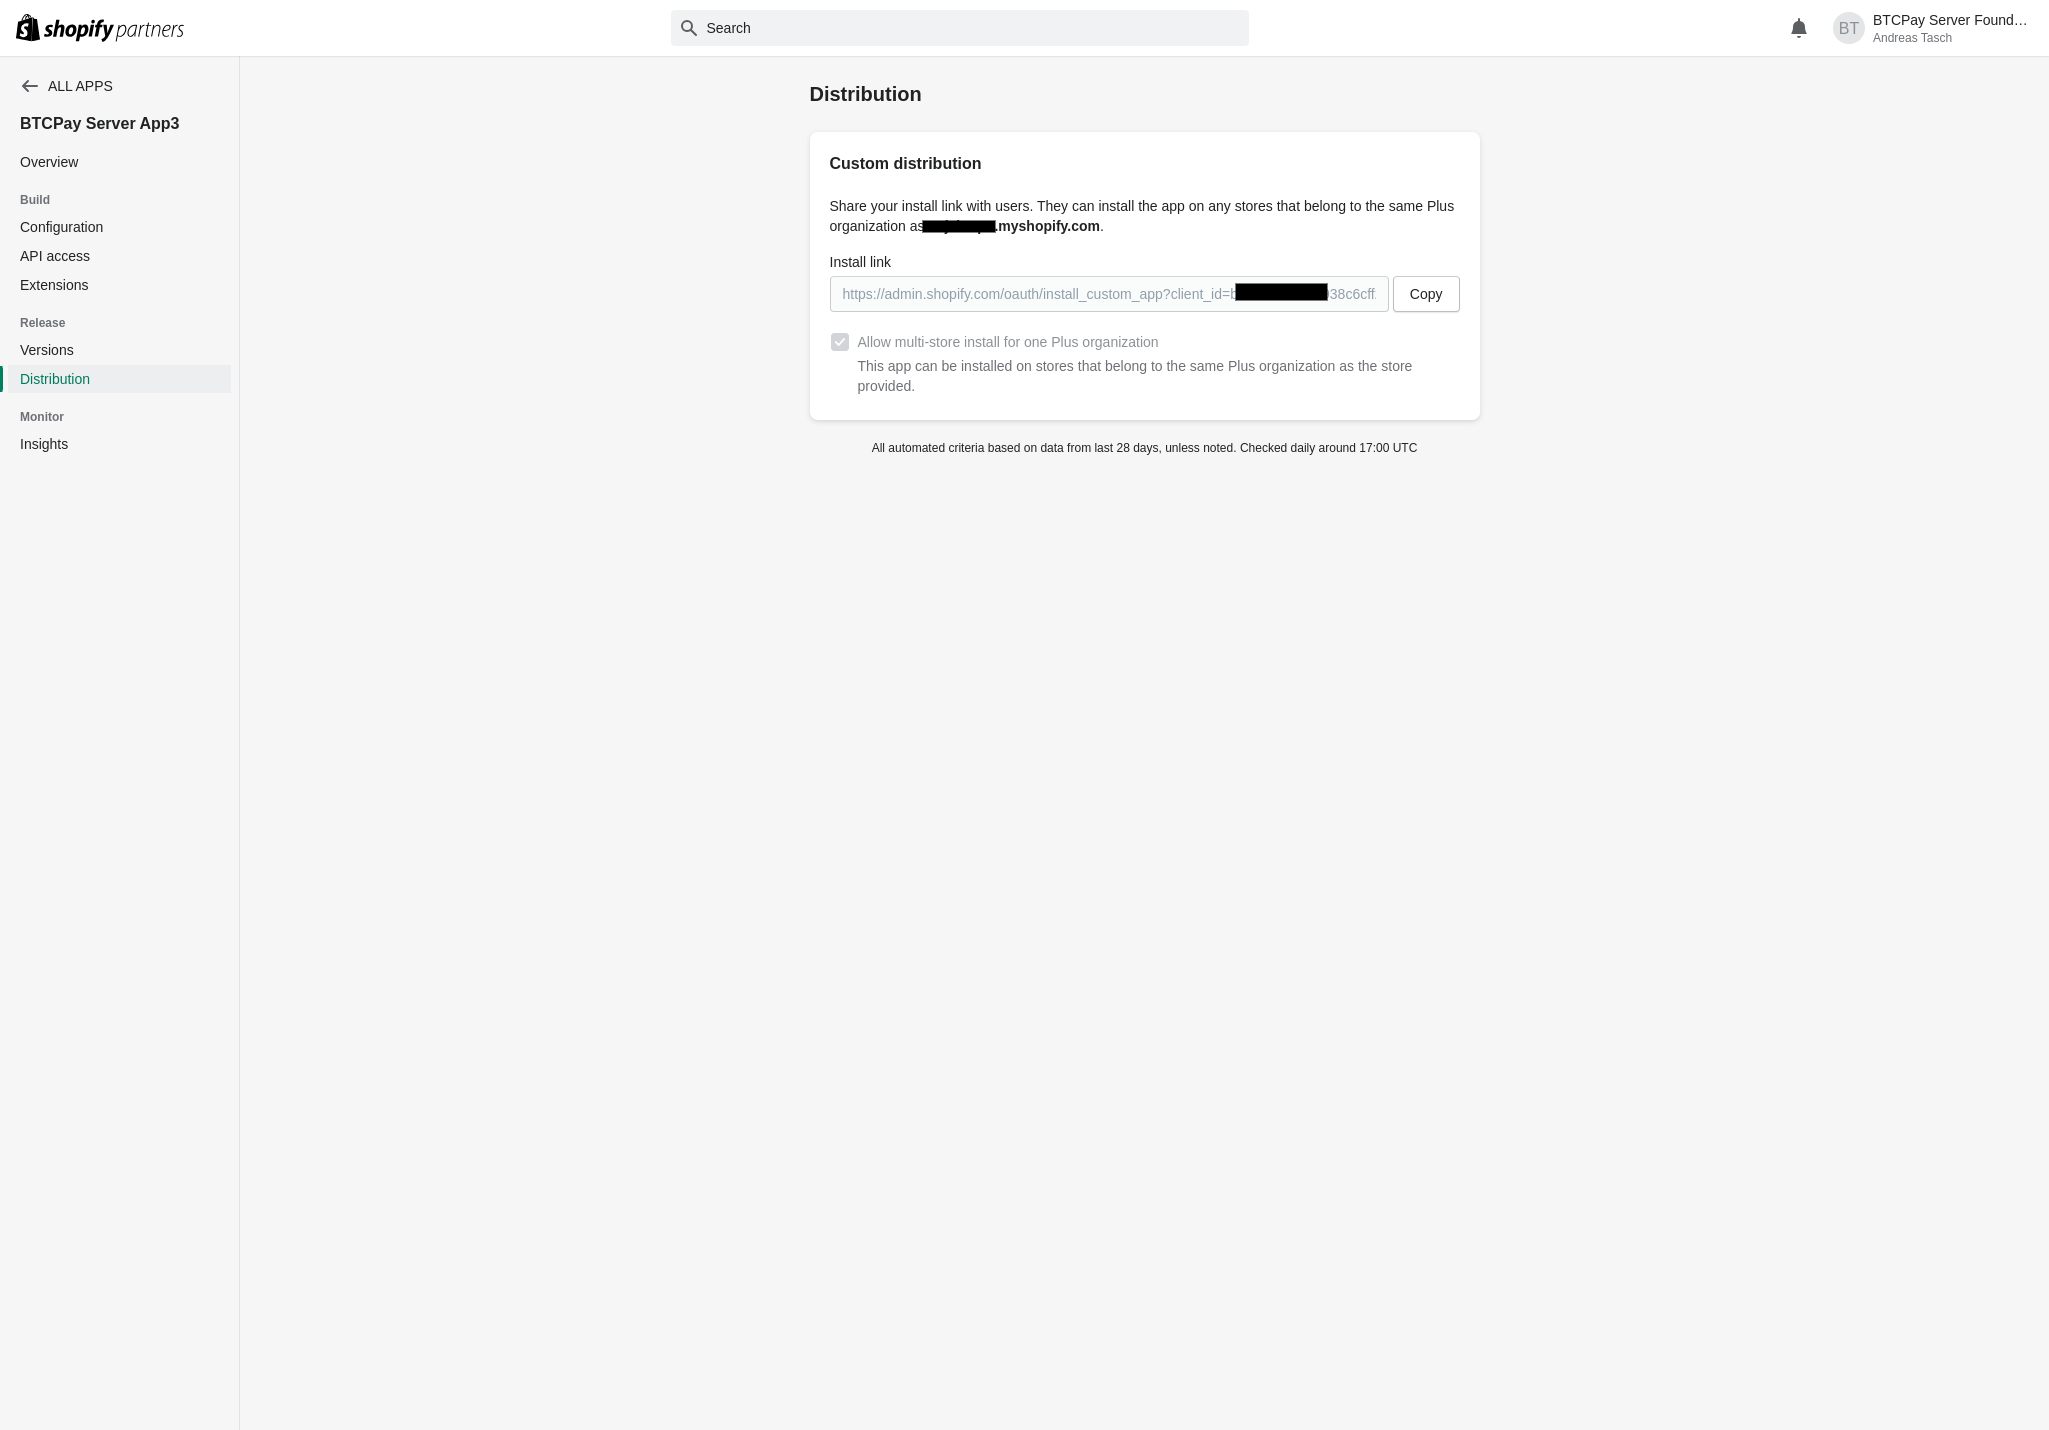 shopify partners
Search
BT
BTCPay Server Found…
Andreas Tasch
ALL APPS
BTCPay Server App3
Overview
Build
Configuration
API access
Extensions
Release
Versions
Distribution
Monitor
Insights
Distribution
Custom distribution
Share your install link with users. They can install the app on any stores that belong to the same Plus
organization as .myshopify.com.
Install link
https://admin.shopify.com/oauth/install_custom_app?client_id= 38c6cff
Copy
Allow multi-store install for one Plus organization
This app can be installed on stores that belong to the same Plus organization as the store
provided.
All automated criteria based on data from last 28 days, unless noted. Checked daily around 17:00 UTC